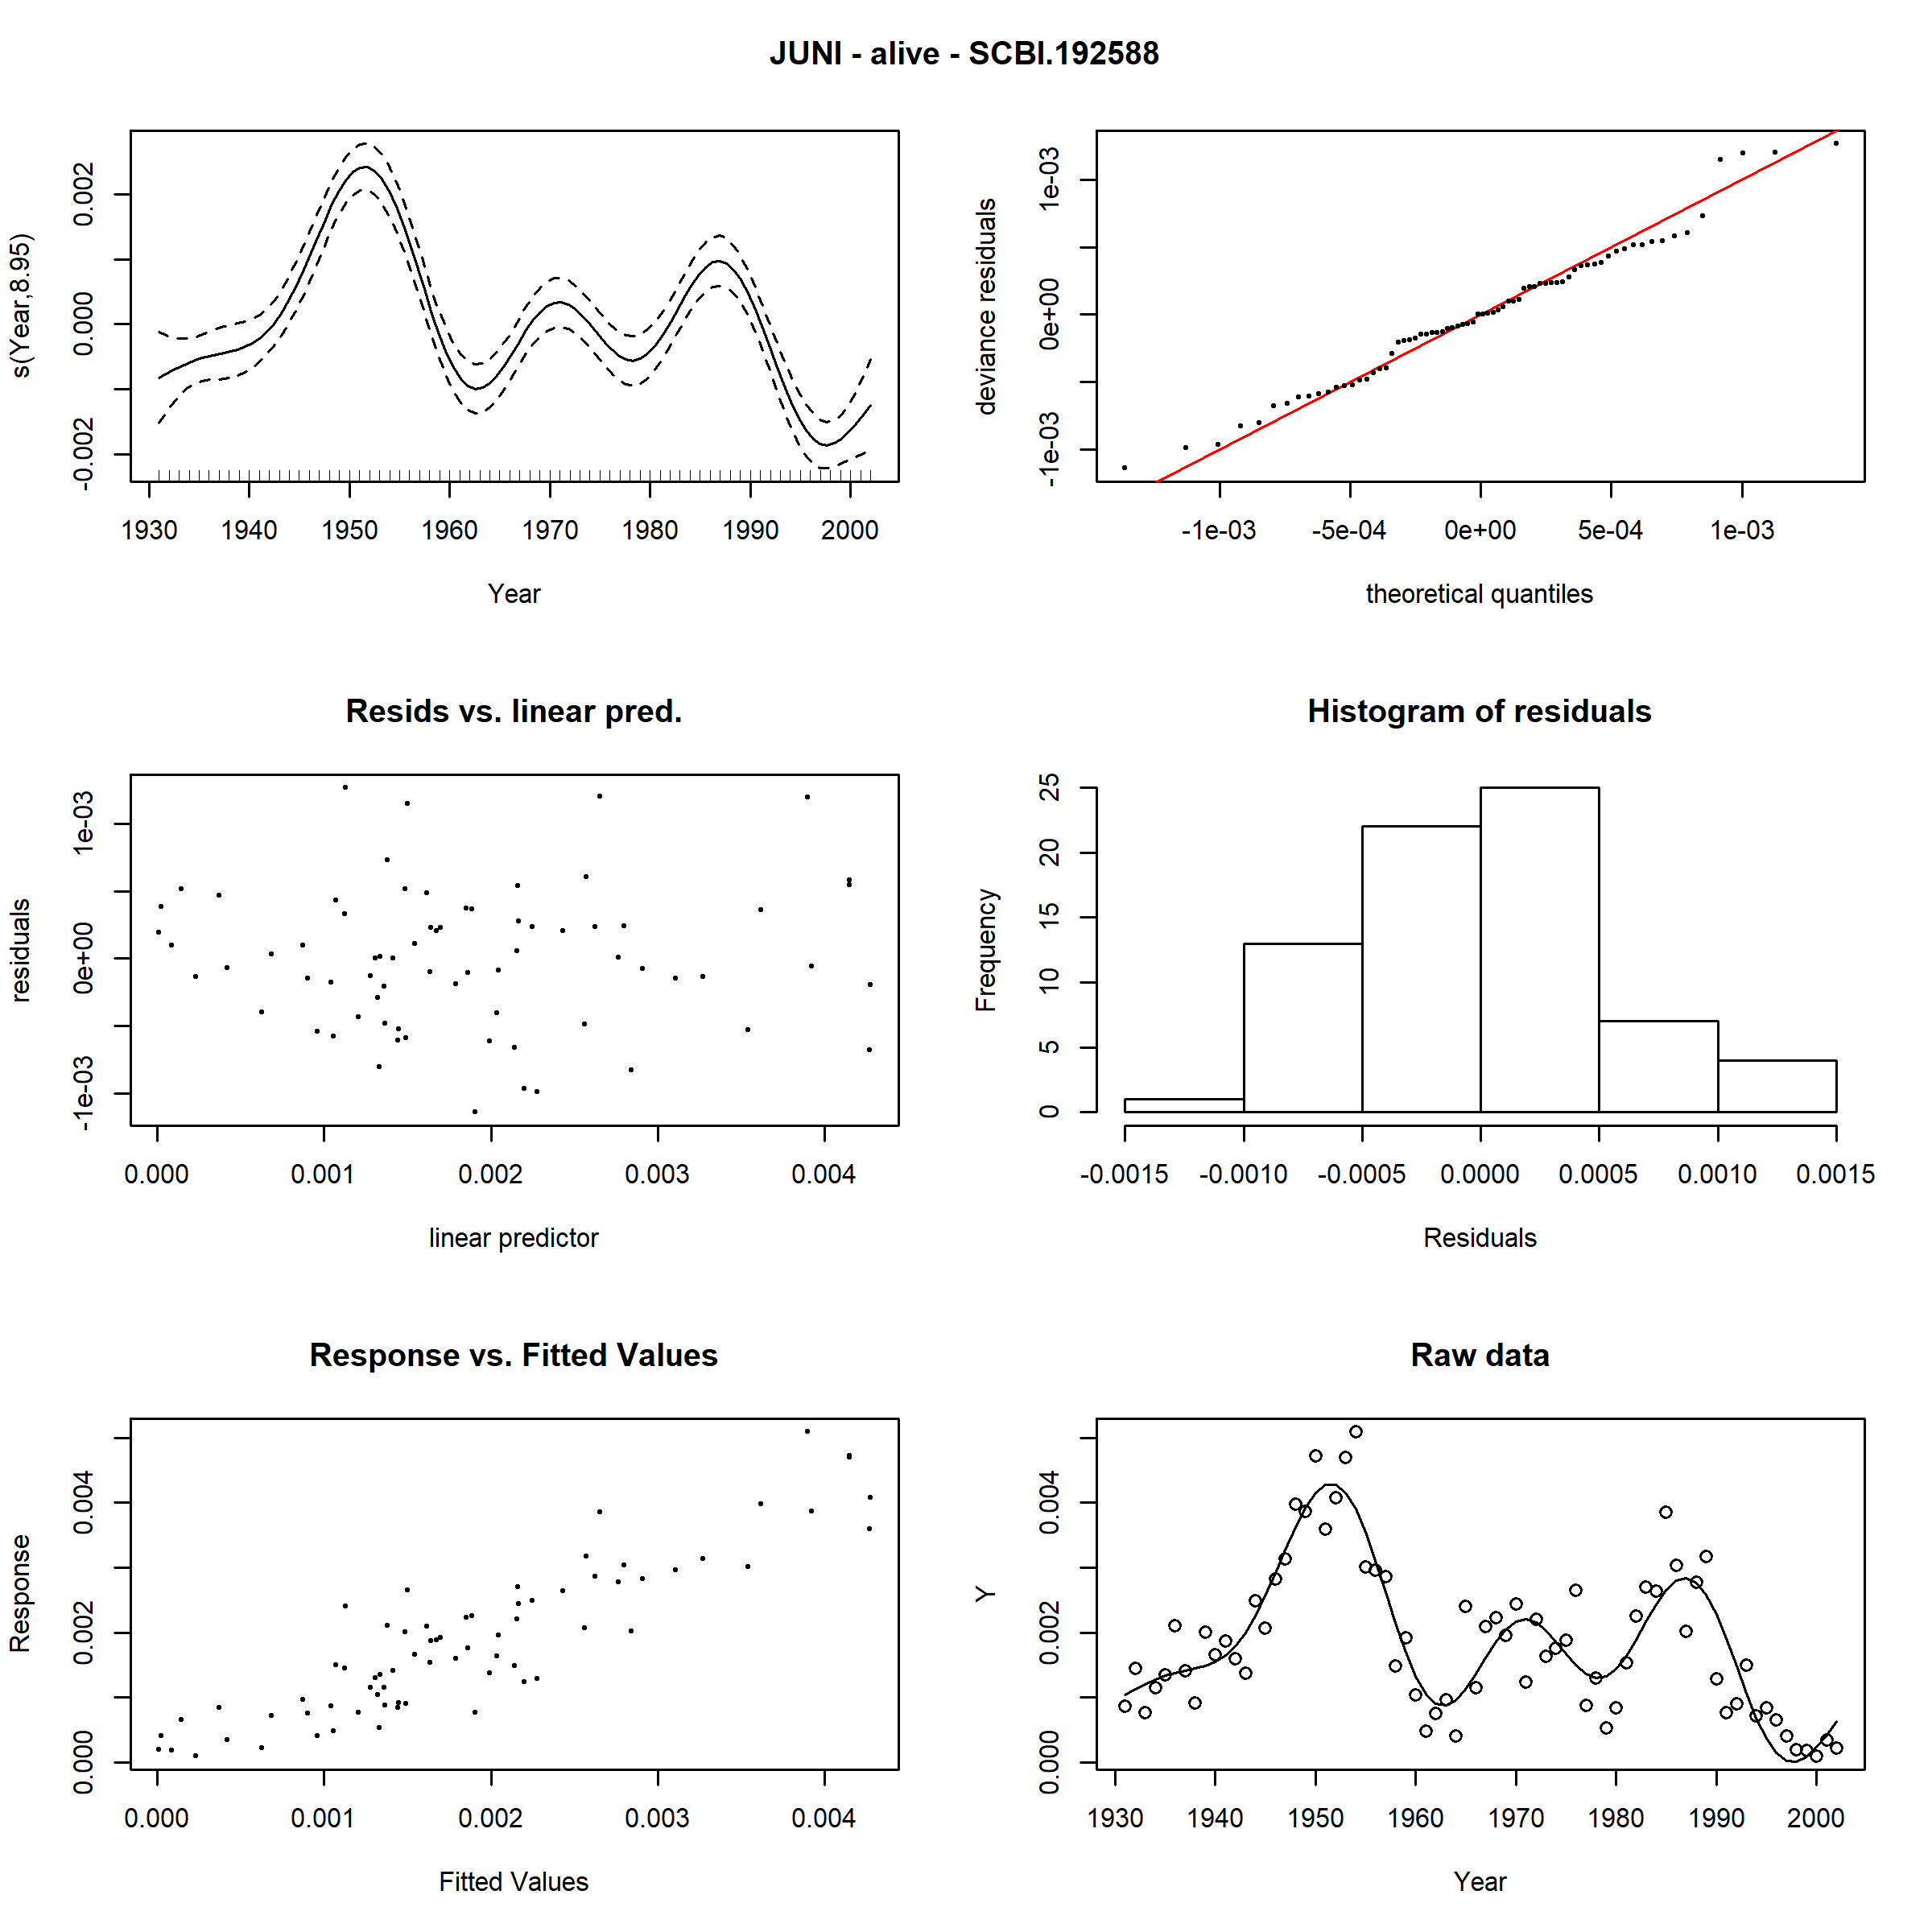 JUNI - alive - SCBI.192588
s(Year,8.95)
-0.002 0.000 0.002
1930 1940 1950 1960 1970 1980 1990 2000
Year
deviance residuals
-1e-03 0e+00 1e-03
-1e-03 -5e-04 0e+00 5e-04 1e-03
theoretical quantiles
Resids vs. linear pred.
residuals
-1e-03 0e+00 1e-03
0.000 0.001 0.002 0.003 0.004
linear predictor
Histogram of residuals
Frequency
0 5 10 15 20 25
-0.0015 -0.0010 -0.0005 0.0000 0.0005 0.0010 0.0015
Residuals
Response vs. Fitted Values
Response
0.000 0.002 0.004
0.000 0.001 0.002 0.003 0.004
Fitted Values
Raw data
Y
0.000 0.002 0.004
1930 1940 1950 1960 1970 1980 1990 2000
Year